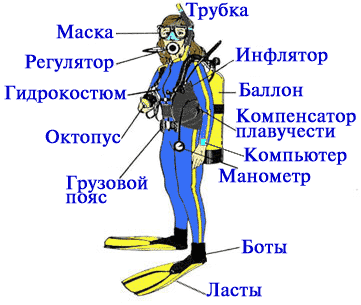 Трубка
Маска
Регулятор
Инфлятор
Гидрокостюм
Баллон
Октопус
Компенсатор
плавучести
Грузовой
пояс
Компьютер
Манометр
Боты
Ласты